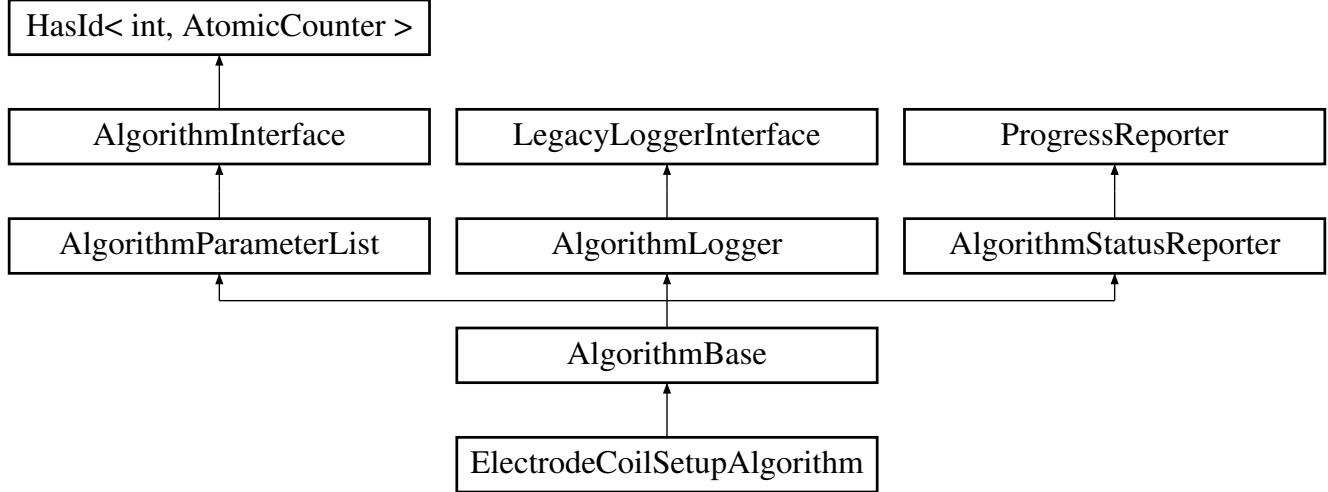 HasId< int, AtomicCounter >
AlgorithmInterface
LegacyLoggerInterface
ProgressReporter
AlgorithmParameterList
AlgorithmLogger
AlgorithmStatusReporter
AlgorithmBase
ElectrodeCoilSetupAlgorithm